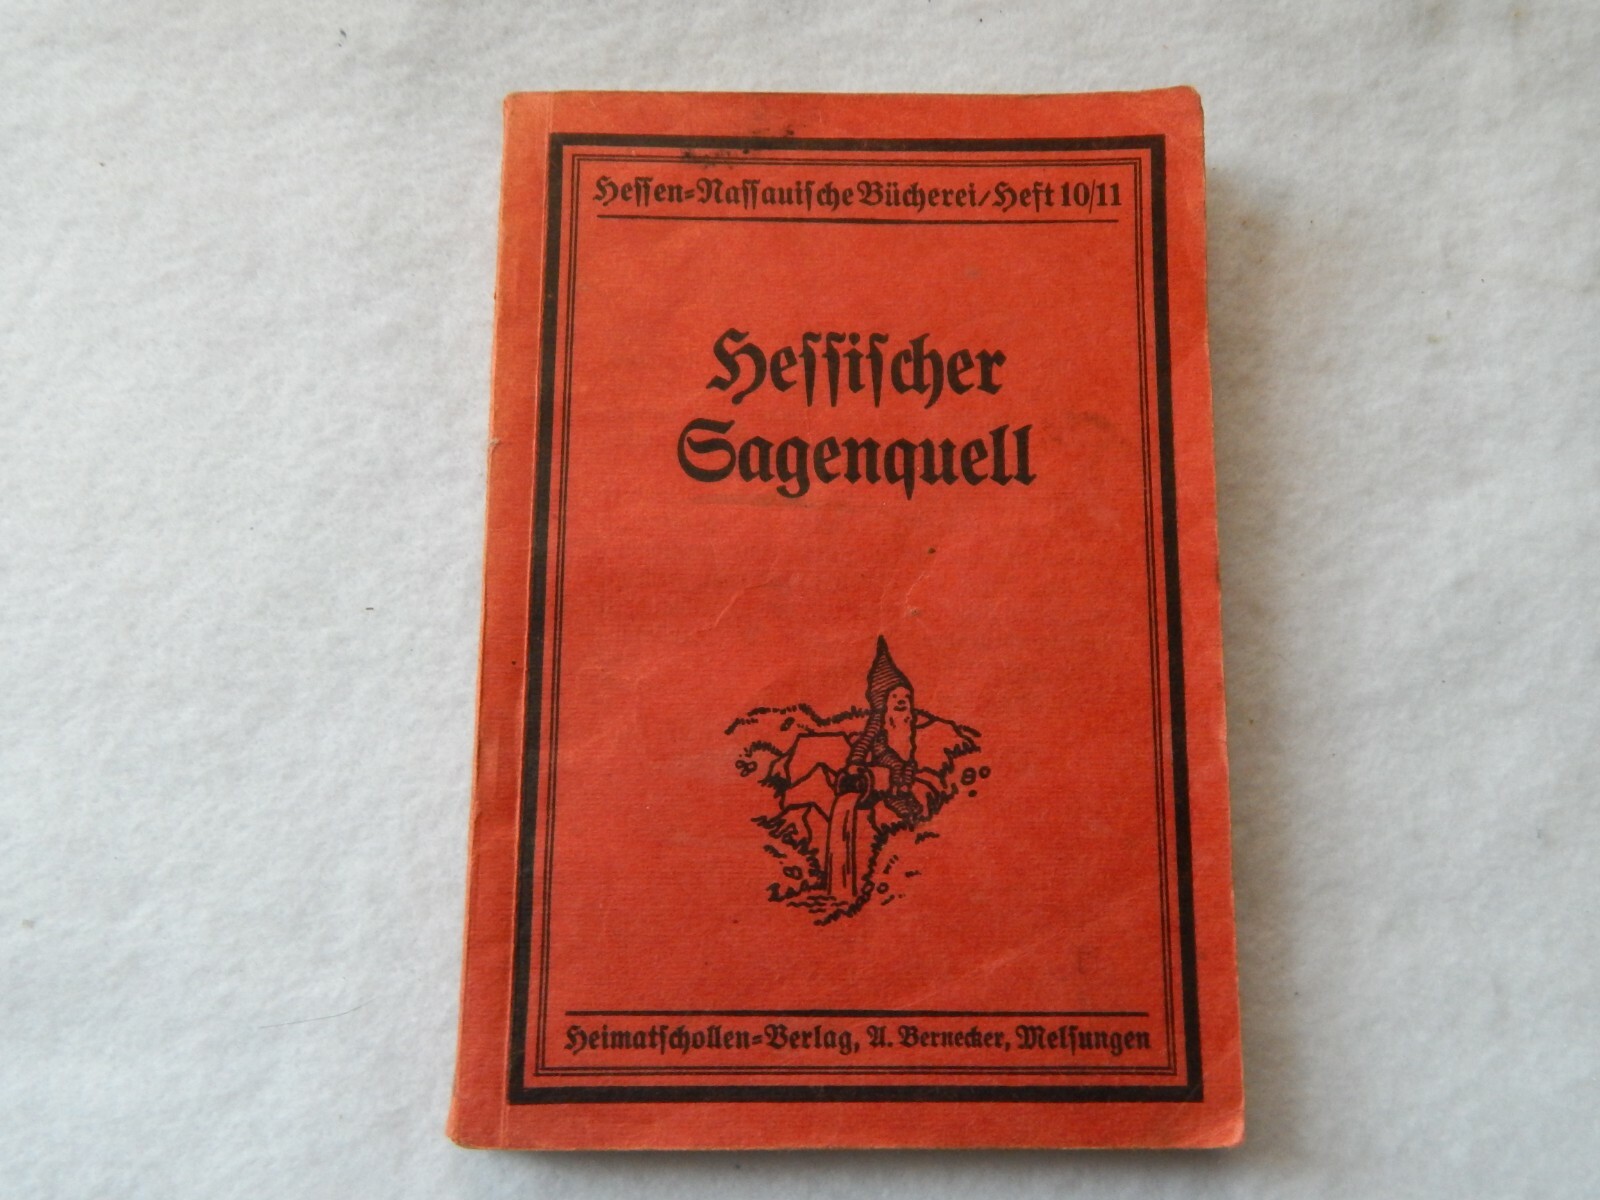 Heſſen=Naſſauiſche Bücherei/Heft 10/11
Heſſiſcher
Sagenquell
Heimatſchollen=Verlag, A. Bernecker, Melſungen